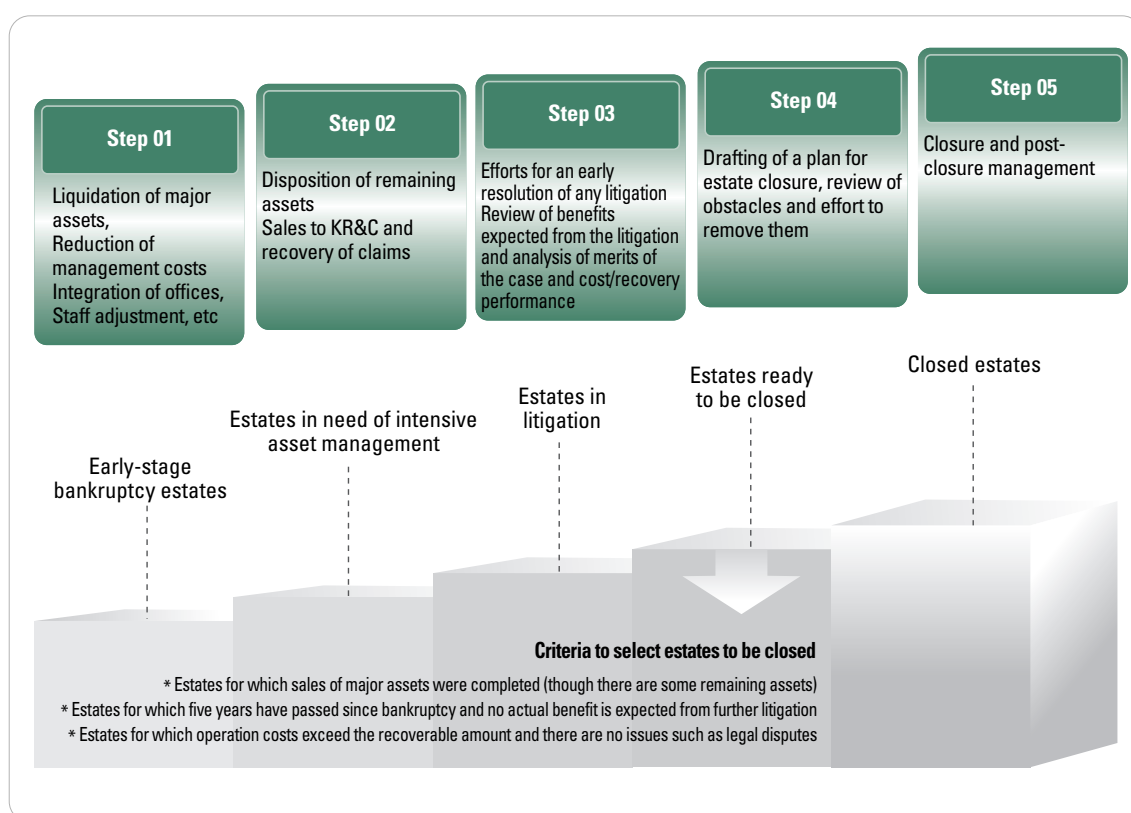 Step 01
Liquidation of major
assets,
Reduction of
management costs
Integration of offices,
Staff adjustment, etc
Step 02
Disposition of remaining
assets
Sales to KR&C and
recovery of claims
Step 03
Efforts for an early
resolution of any litigation
Review of benefits
expected from the litigation
and analysis of merits of
the case and cost/recovery
performance
Step 04
Drafting of a plan for
estate closure, review of
obstacles and effort to
remove them
Step 05
Closure and post-
closure management
Early-stage
bankruptcy estates
Estates in need of intensive
asset management
Estates in
litigation
Estates ready
to be closed
Closed estates
Criteria to select estates to be closed
* Estates for which sales of major assets were completed (though there are some remaining assets)
* Estates for which five years have passed since bankruptcy and no actual benefit is expected from further litigation
* Estates for which operation costs exceed the recoverable amount and there are no issues such as legal disputes